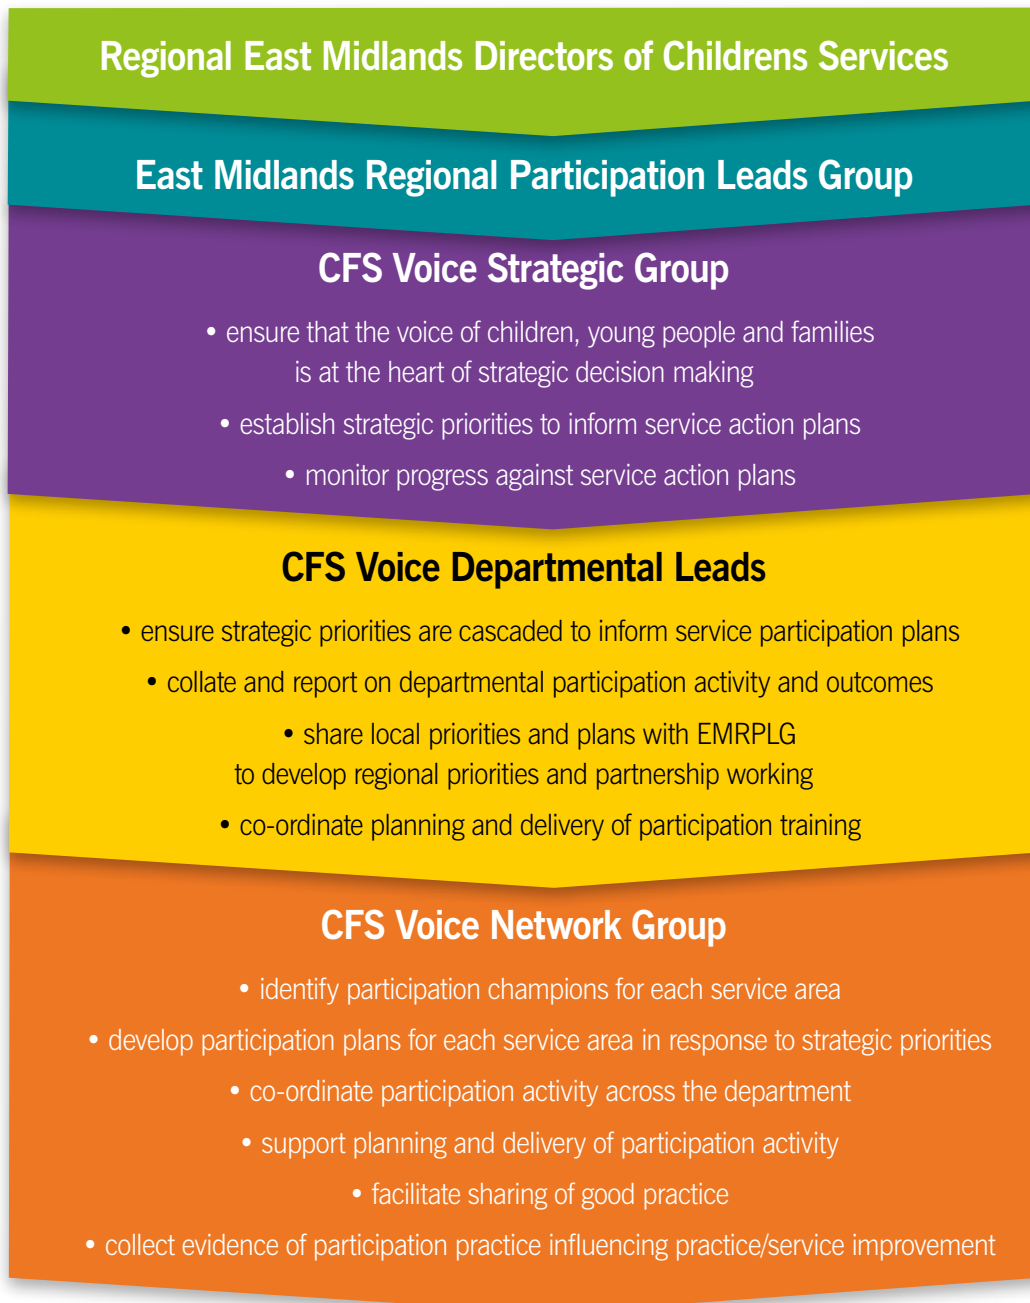 Regional East Midlands Directors of Childrens Services
East Midlands Regional Participation Leads Group
CFS Voice Strategic Group
• ensure that the voice of children, young people and families
is at the heart of strategic decision making
• establish strategic priorities to inform service action plans
• monitor progress against service action plans
CFS Voice Departmental Leads
• ensure strategic priorities are cascaded to inform service participation plans
• collate and report on departmental participation activity and outcomes
• share local priorities and plans with EMRPLG
to develop regional priorities and partnership working
• co-ordinate planning and delivery of participation training
CFS Voice Network Group
• identify participation champions for each service area
• develop participation plans for each service area in response to strategic priorities
• co-ordinate participation activity across the department
• support planning and delivery of participation activity
• facilitate sharing of good practice
• collect evidence of participation practice influencing practice/service improvement